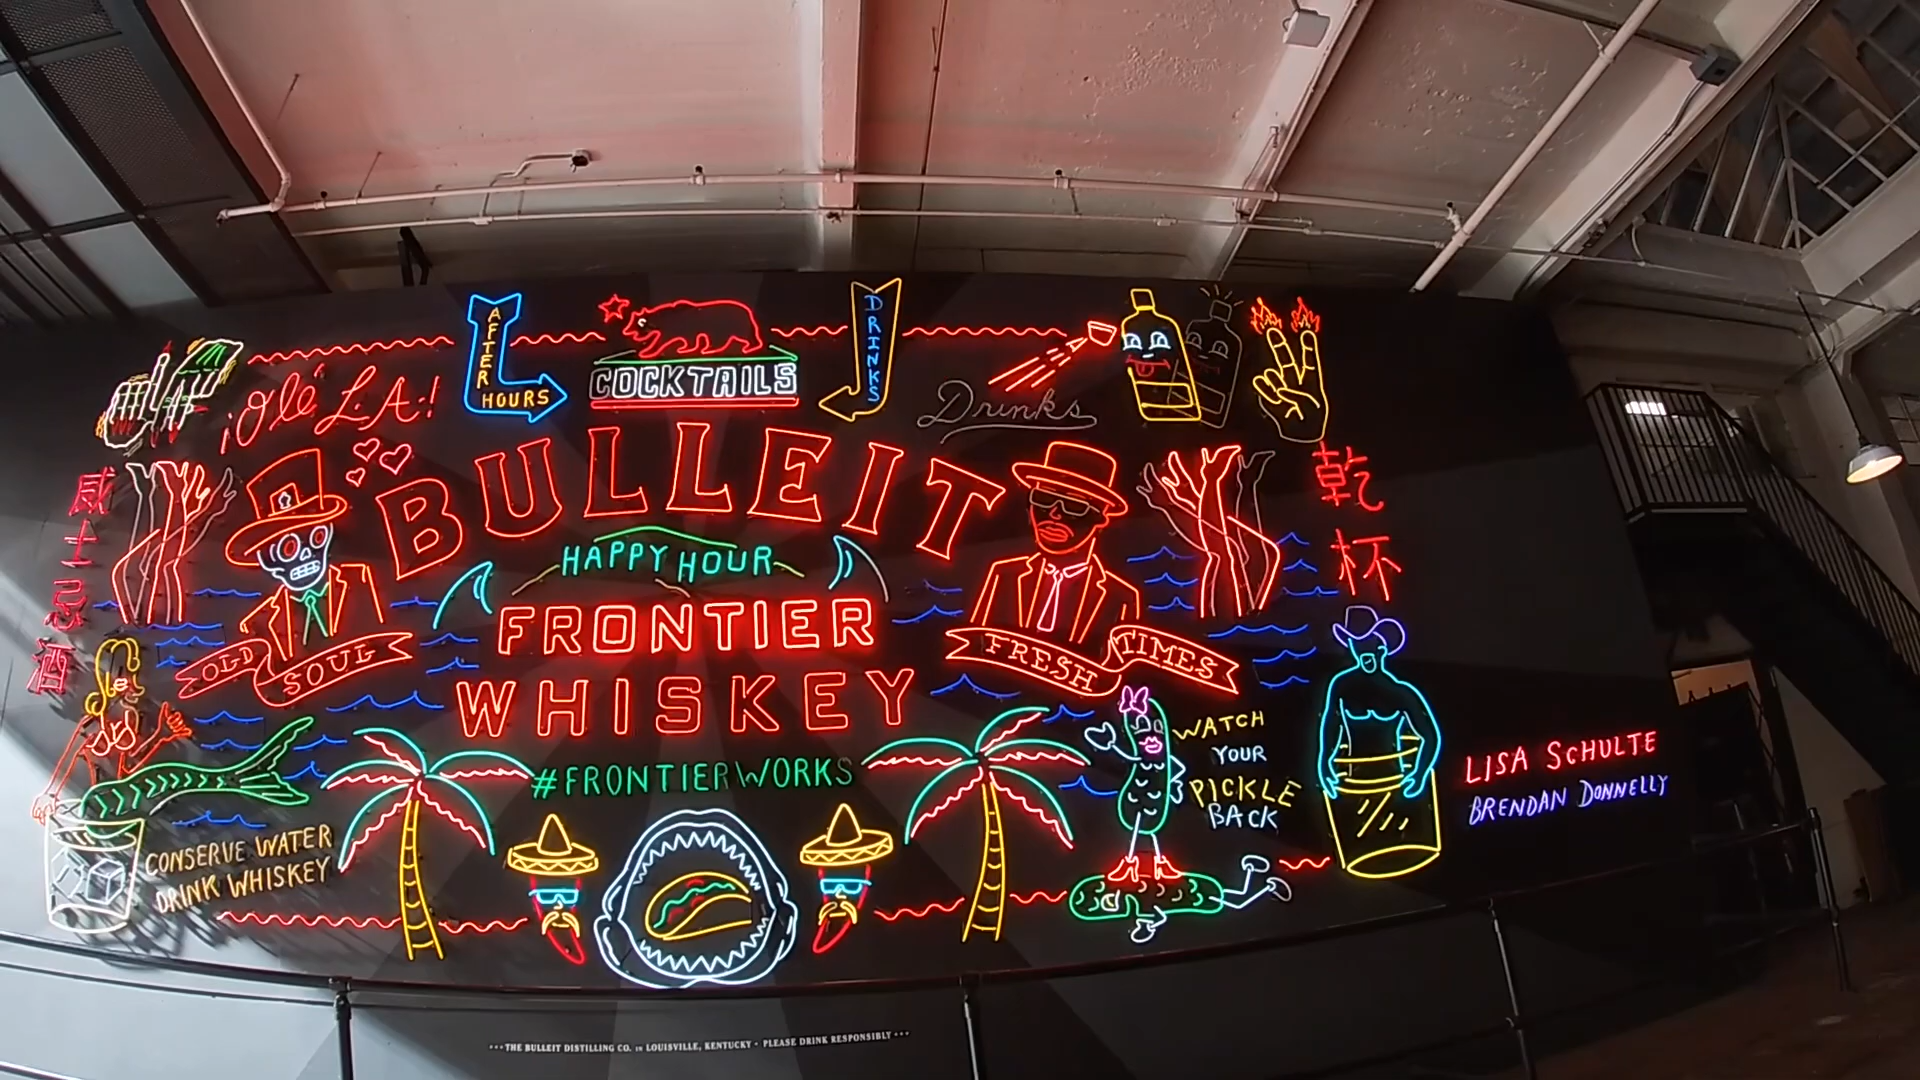 ¡Olé L.A.!
AFTER
HOURS
COCKTAILS
DRINKS
Drinks
BULLEIT
HAPPY HOUR
FRONTIER
WHISKEY
#FRONTIERWORKS
威士忌酒
乾杯
OLD SOUL
FRESH TIMES
WATCH
YOUR
PICKLE
BACK
CONSERVE WATER
DRINK WHISKEY
LISA SCHULTE
BRENDAN DONNELLY
•••THE BULLEIT DISTILLING CO. IN LOUISVILLE, KENTUCKY • PLEASE DRINK RESPONSIBLY•••